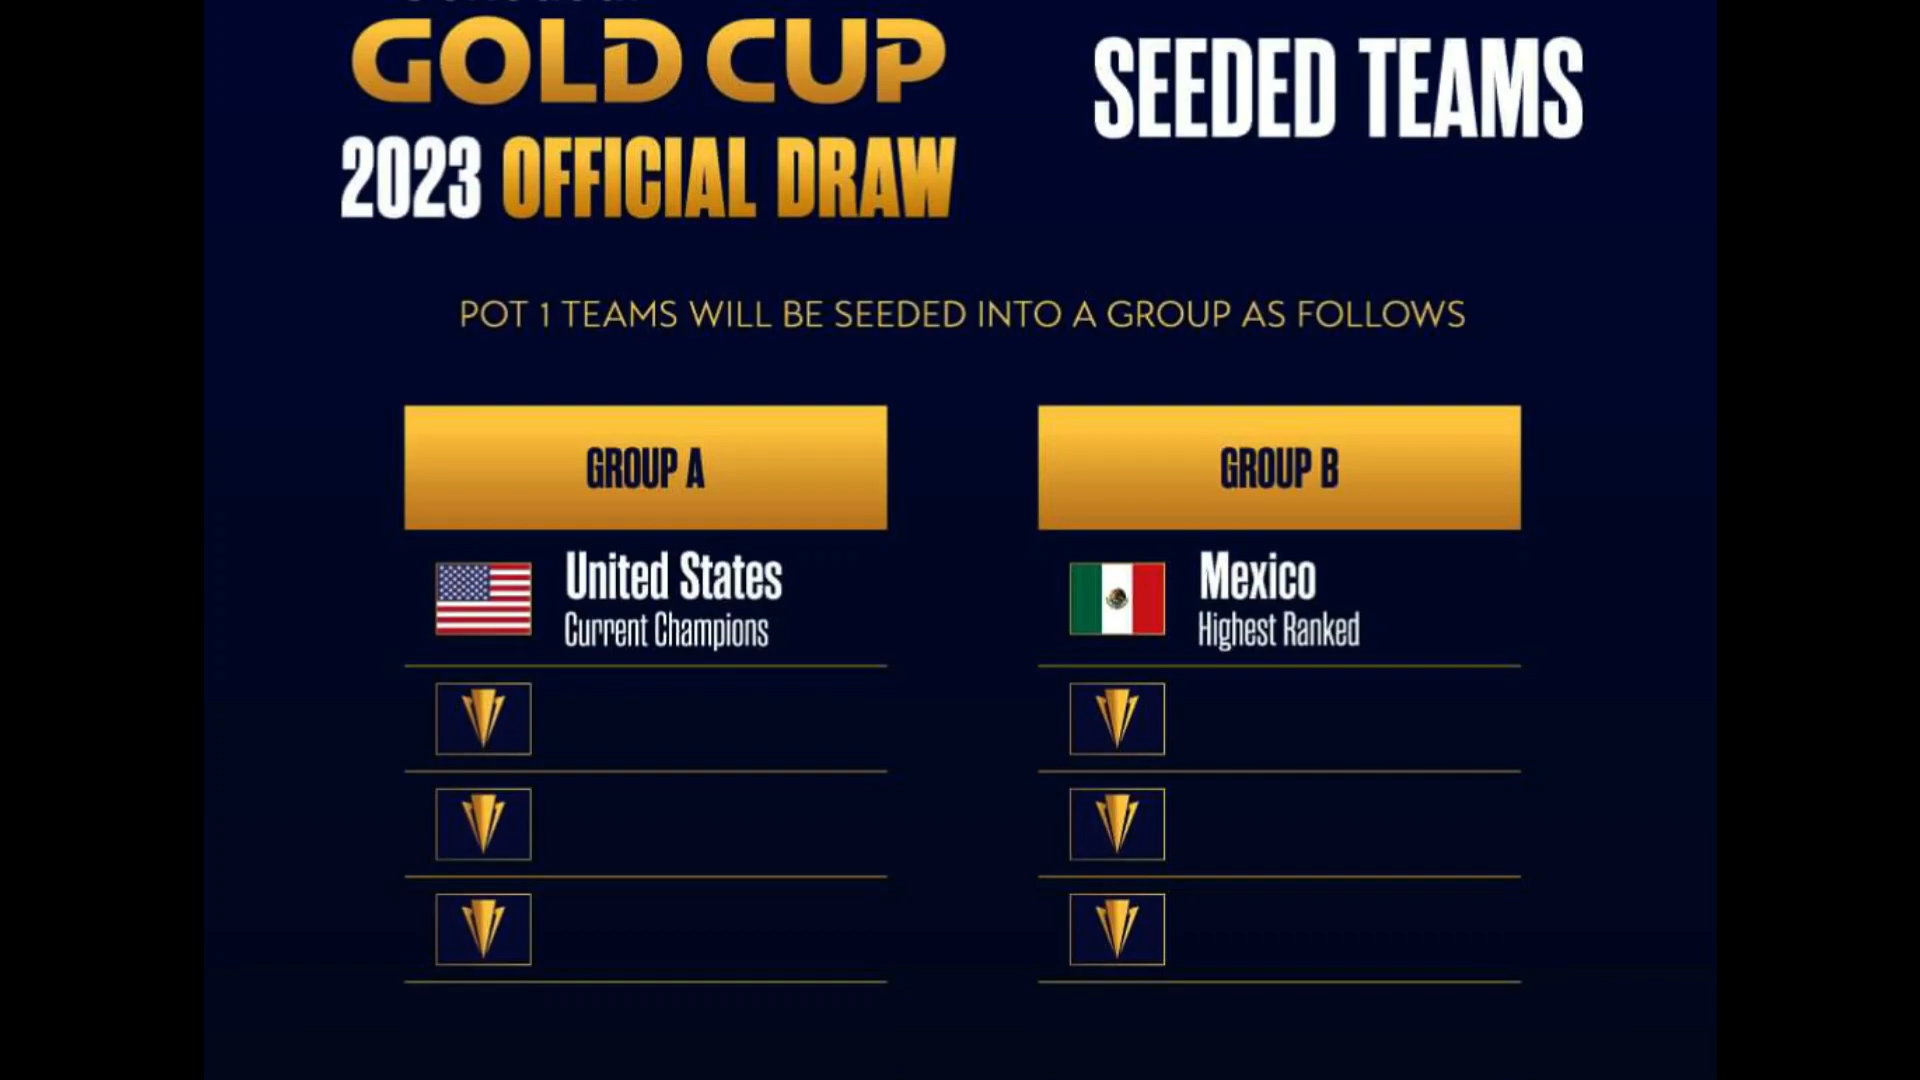 GOLD CUP
2023 OFFICIAL DRAW
SEEDED TEAMS
POT 1 TEAMS WILL BE SEEDED INTO A GROUP AS FOLLOWS
GROUP A
United States
Current Champions
GROUP B
Mexico
Highest Ranked